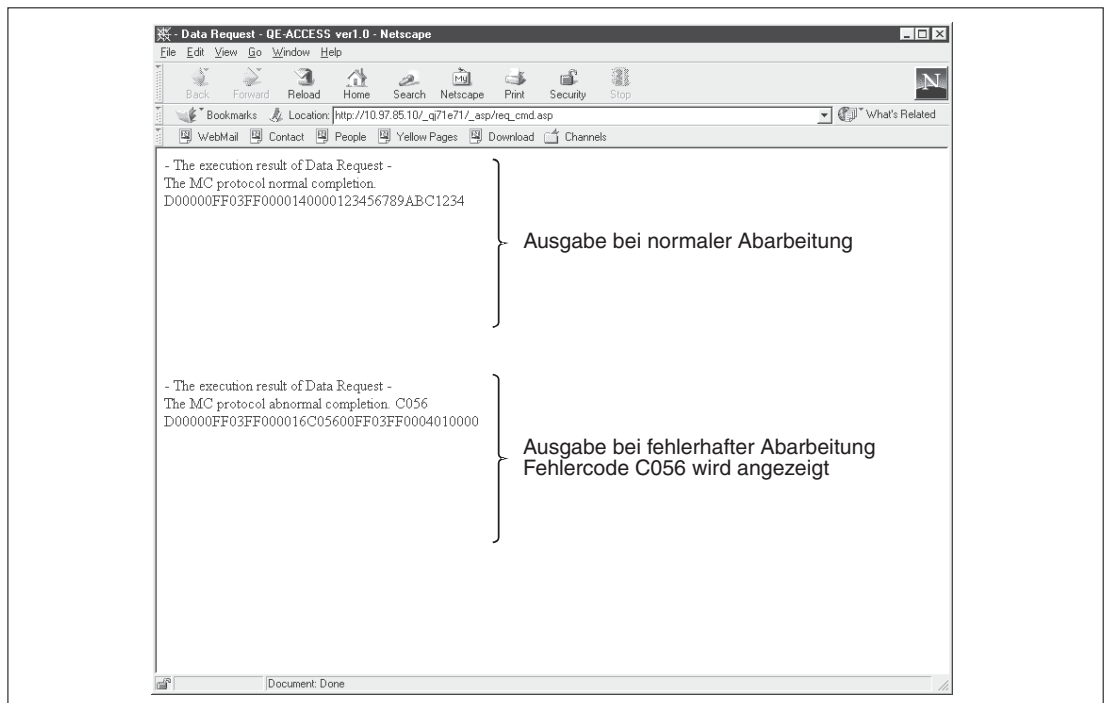 - Data Request - QE-ACCESS ver1.0 - Netscape
File Edit View Go Window Help
Back Forward Reload Home Search Netscape Print Security Stop
My
N
Bookmarks Location: http://10.97.85.10/_qj71e71/_asp/req_cmd.asp What's Related
WebMail Contact People Yellow Pages Download Channels
- The execution result of Data Request -
The MC protocol normal completion.
D00000FF03FF0000140000123456789ABC1234
Ausgabe bei normaler Abarbeitung
- The execution result of Data Request -
The MC protocol abnormal completion. C056
D00000FF03FF000016C05600FF03FF0004010000
Ausgabe bei fehlerhafter Abarbeitung
Fehlercode C056 wird angezeigt
Document: Done